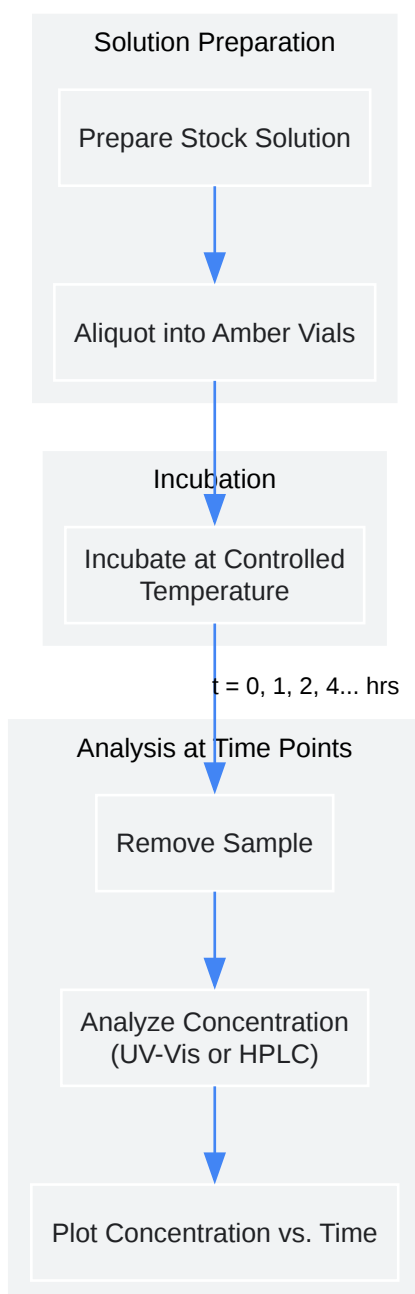 Solution Preparation
Prepare Stock Solution
Aliquot into Amber Vials
Incubation
Incubate at Controlled
Temperature
t = 0, 1, 2, 4... hrs
Analysis at Time Points
Remove Sample
Analyze Concentration
(UV-Vis or HPLC)
Plot Concentration vs. Time